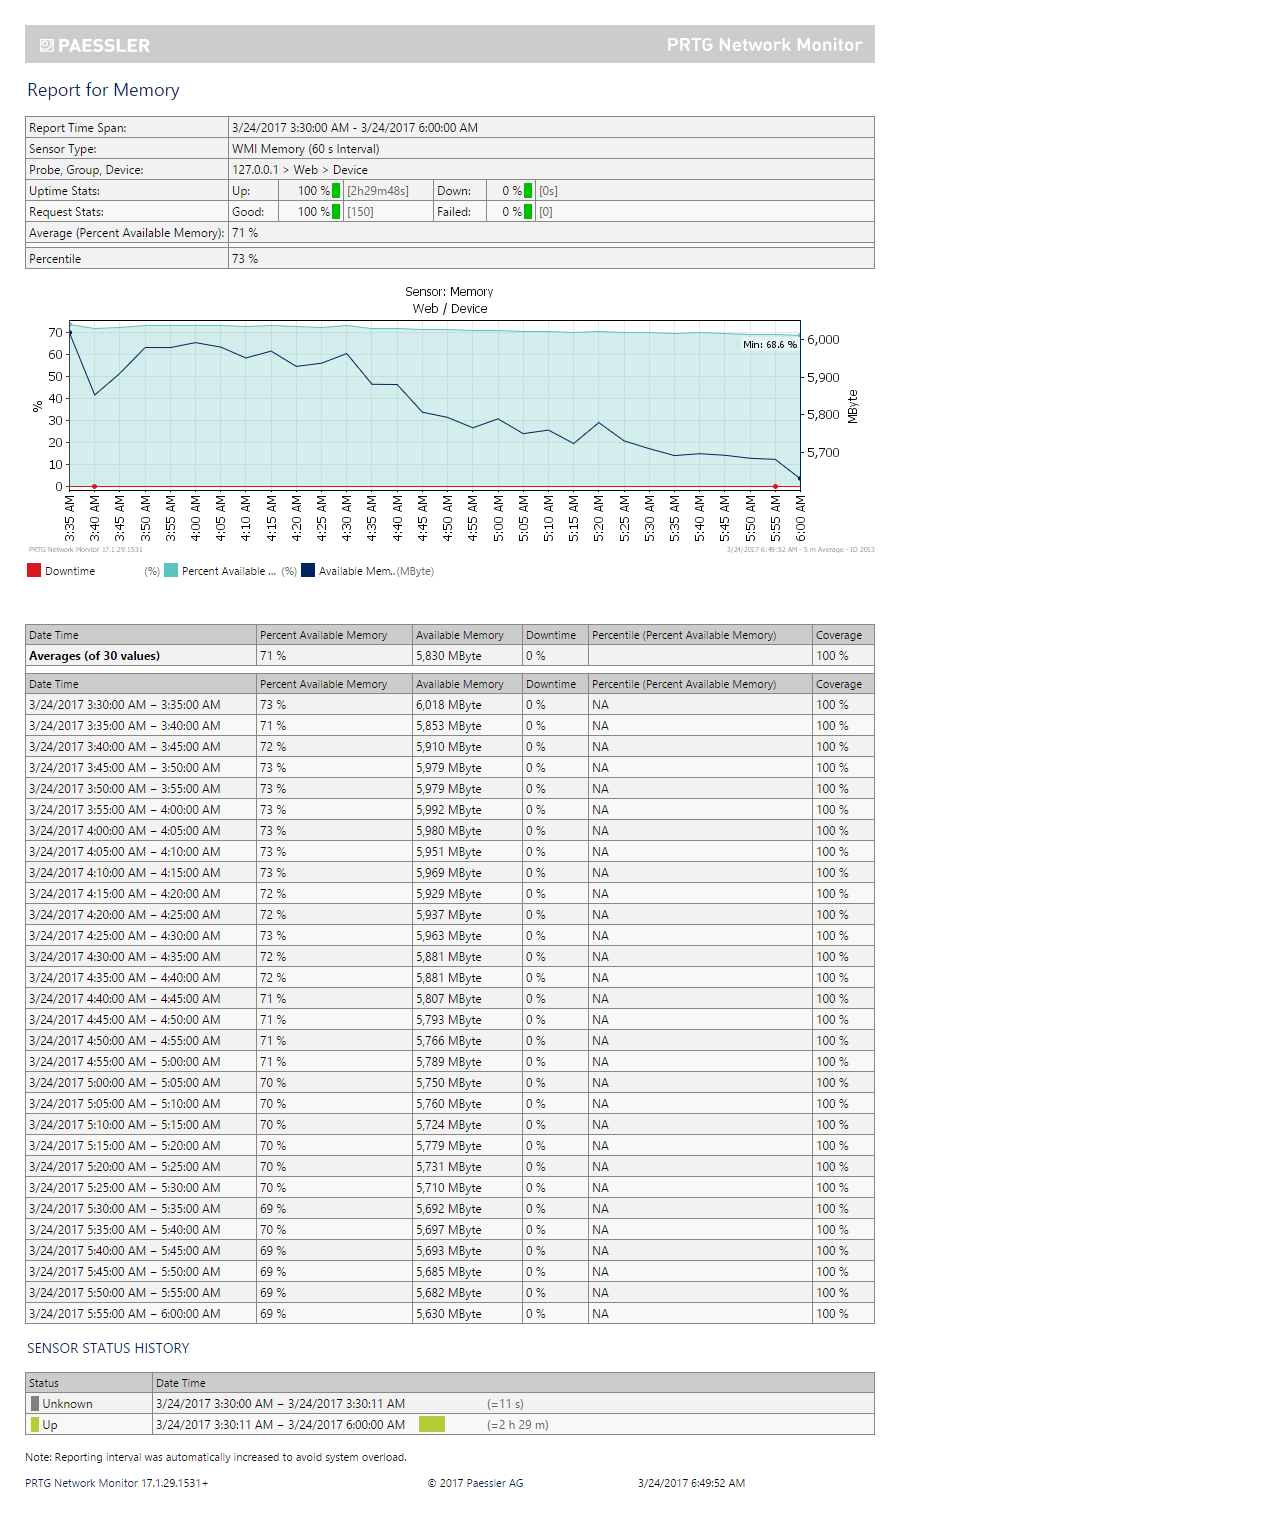 PAESSLER PRTG Network Monitor
Report for Memory
Report Time Span: 3/24/2017 3:30:00 AM - 3/24/2017 6:00:00 AM
Sensor Type: WMI Memory (60 s Interval)
Probe, Group, Device: 127.0.0.1 > Web > Device
Uptime Stats: Up: 100 % [2h29m48s] Down: 0 % [0s]
Request Stats: Good: 100 % [150] Failed: 0 % [0]
Average (Percent Available Memory): 71 %
Percentile 73 %
Sensor: Memory
Web / Device
70
60
50
40
30
20
10
0
%
Min: 68.6 %
6,000
5,900
5,800
5,700
MByte
3:35 AM
3:40 AM
3:45 AM
3:50 AM
3:55 AM
4:00 AM
4:05 AM
4:10 AM
4:15 AM
4:20 AM
4:25 AM
4:30 AM
4:35 AM
4:40 AM
4:45 AM
4:50 AM
4:55 AM
5:00 AM
5:05 AM
5:10 AM
5:15 AM
5:20 AM
5:25 AM
5:30 AM
5:35 AM
5:40 AM
5:45 AM
5:50 AM
5:55 AM
6:00 AM
PRTG Network Monitor 17.1.29.1531 3/24/2017 6:49:52 AM - 5 m Average - ID 2013
Downtime (%) Percent Available ... (%) Available Mem.. (MByte)
Date Time Percent Available Memory Available Memory Downtime Percentile (Percent Available Memory) Coverage
Averages (of 30 values) 71 % 5,830 MByte 0 % 100 %
Date Time Percent Available Memory Available Memory Downtime Percentile (Percent Available Memory) Coverage
3/24/2017 3:30:00 AM – 3:35:00 AM 73 % 6,018 MByte 0 % NA 100 %
3/24/2017 3:35:00 AM – 3:40:00 AM 71 % 5,853 MByte 0 % NA 100 %
3/24/2017 3:40:00 AM – 3:45:00 AM 72 % 5,910 MByte 0 % NA 100 %
3/24/2017 3:45:00 AM – 3:50:00 AM 73 % 5,979 MByte 0 % NA 100 %
3/24/2017 3:50:00 AM – 3:55:00 AM 73 % 5,979 MByte 0 % NA 100 %
3/24/2017 3:55:00 AM – 4:00:00 AM 73 % 5,992 MByte 0 % NA 100 %
3/24/2017 4:00:00 AM – 4:05:00 AM 73 % 5,980 MByte 0 % NA 100 %
3/24/2017 4:05:00 AM – 4:10:00 AM 73 % 5,951 MByte 0 % NA 100 %
3/24/2017 4:10:00 AM – 4:15:00 AM 73 % 5,969 MByte 0 % NA 100 %
3/24/2017 4:15:00 AM – 4:20:00 AM 72 % 5,929 MByte 0 % NA 100 %
3/24/2017 4:20:00 AM – 4:25:00 AM 72 % 5,937 MByte 0 % NA 100 %
3/24/2017 4:25:00 AM – 4:30:00 AM 73 % 5,963 MByte 0 % NA 100 %
3/24/2017 4:30:00 AM – 4:35:00 AM 72 % 5,881 MByte 0 % NA 100 %
3/24/2017 4:35:00 AM – 4:40:00 AM 72 % 5,881 MByte 0 % NA 100 %
3/24/2017 4:40:00 AM – 4:45:00 AM 71 % 5,807 MByte 0 % NA 100 %
3/24/2017 4:45:00 AM – 4:50:00 AM 71 % 5,793 MByte 0 % NA 100 %
3/24/2017 4:50:00 AM – 4:55:00 AM 71 % 5,766 MByte 0 % NA 100 %
3/24/2017 4:55:00 AM – 5:00:00 AM 71 % 5,789 MByte 0 % NA 100 %
3/24/2017 5:00:00 AM – 5:05:00 AM 70 % 5,750 MByte 0 % NA 100 %
3/24/2017 5:05:00 AM – 5:10:00 AM 70 % 5,760 MByte 0 % NA 100 %
3/24/2017 5:10:00 AM – 5:15:00 AM 70 % 5,724 MByte 0 % NA 100 %
3/24/2017 5:15:00 AM – 5:20:00 AM 70 % 5,779 MByte 0 % NA 100 %
3/24/2017 5:20:00 AM – 5:25:00 AM 70 % 5,731 MByte 0 % NA 100 %
3/24/2017 5:25:00 AM – 5:30:00 AM 70 % 5,710 MByte 0 % NA 100 %
3/24/2017 5:30:00 AM – 5:35:00 AM 69 % 5,692 MByte 0 % NA 100 %
3/24/2017 5:35:00 AM – 5:40:00 AM 70 % 5,697 MByte 0 % NA 100 %
3/24/2017 5:40:00 AM – 5:45:00 AM 69 % 5,693 MByte 0 % NA 100 %
3/24/2017 5:45:00 AM – 5:50:00 AM 69 % 5,685 MByte 0 % NA 100 %
3/24/2017 5:50:00 AM – 5:55:00 AM 69 % 5,682 MByte 0 % NA 100 %
3/24/2017 5:55:00 AM – 6:00:00 AM 69 % 5,630 MByte 0 % NA 100 %
SENSOR STATUS HISTORY
Status Date Time
Unknown 3/24/2017 3:30:00 AM – 3/24/2017 3:30:11 AM (=11 s)
Up 3/24/2017 3:30:11 AM – 3/24/2017 6:00:00 AM (=2 h 29 m)
Note: Reporting interval was automatically increased to avoid system overload.
PRTG Network Monitor 17.1.29.1531+ © 2017 Paessler AG 3/24/2017 6:49:52 AM